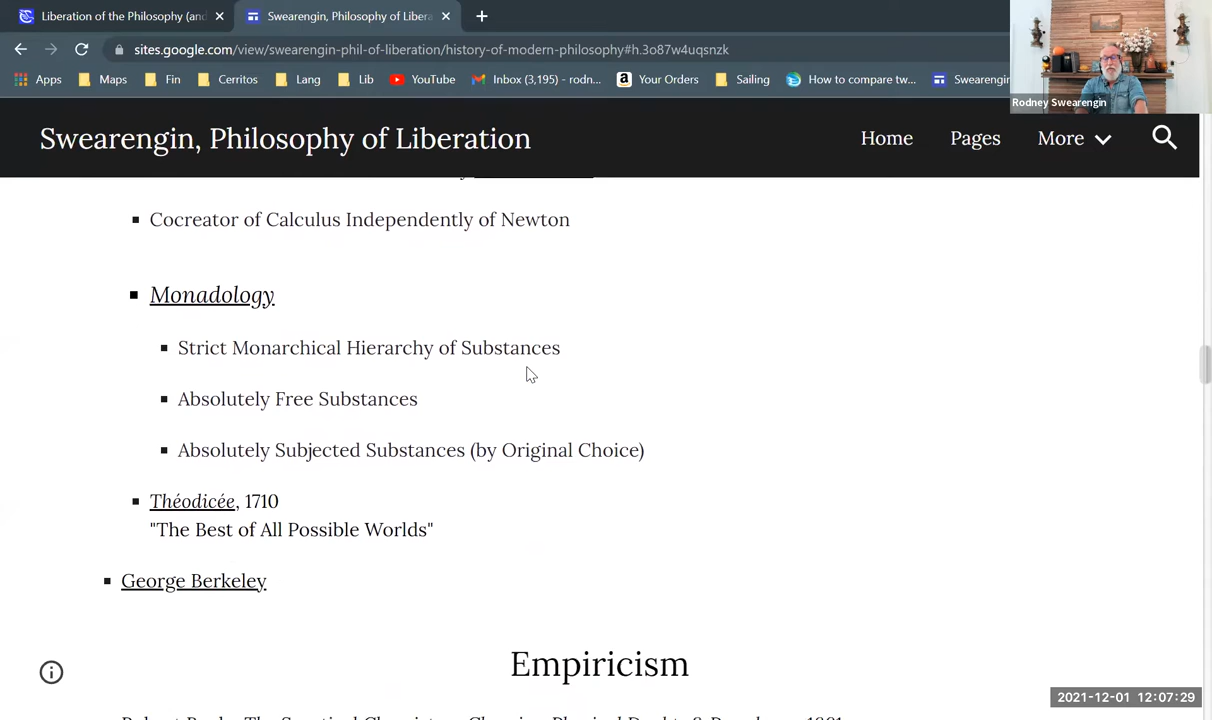 Liberation of the Philosophy (and
Swearengin, Philosophy of Libera
sites.google.com/view/swearengin-phil-of-liberation/history-of-modern-philosophy#h.3o87w4uqsnzk
Apps Maps Fin Cerritos Lang Lib YouTube Inbox (3,195) - rodn... Your Orders Sailing How to compare tw... Swearengin
Rodney Swearengin
Swearengin, Philosophy of Liberation
Home Pages More
Cocreator of Calculus Independently of Newton
Monadology
Strict Monarchical Hierarchy of Substances
Absolutely Free Substances
Absolutely Subjected Substances (by Original Choice)
Théodicée, 1710
"The Best of All Possible Worlds"
George Berkeley
Empiricism
2021-12-01 12:07:29